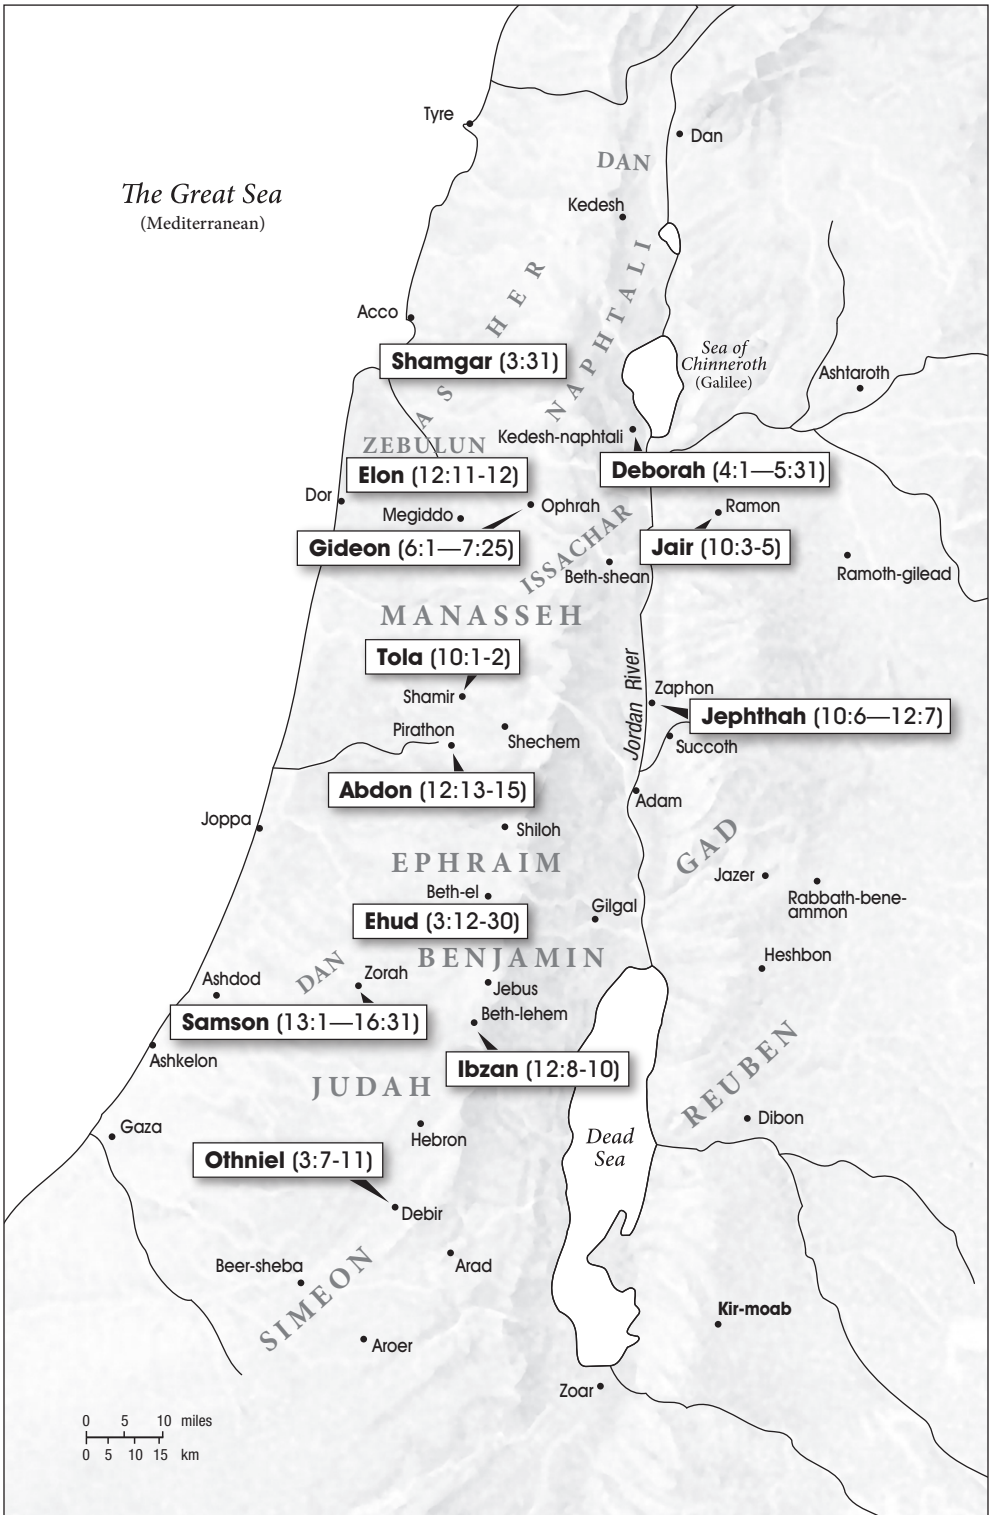 Tyre
Dan
DAN
The Great Sea
(Mediterranean)
Kedesh
ASHER
NAPHTALI
Acco
Shamgar (3:31)
Sea of
Chinneroth
(Galilee)
Ashtaroth
ZEBULUN
Kedesh-naphtali
Elon (12:11-12)
Deborah (4:1—5:31)
Dor
Megiddo
Ophrah
Ramon
Gideon (6:1—7:25)
ISSACHAR
Jair (10:3-5)
Beth-shean
Ramoth-gilead
MANASSEH
Tola (10:1-2)
Shamir
Jordan River
Zaphon
Jephthah (10:6—12:7)
Pirathon
Shechem
Succoth
Abdon (12:13-15)
Adam
Joppa
Shiloh
GAD
EPHRAIM
Jazer
Rabbath-bene-
ammon
Beth-el
Gilgal
Ehud (3:12-30)
BENJAMIN
Heshbon
DAN
Zorah
Ashdod
Jebus
Beth-lehem
Samson (13:1—16:31)
Ashkelon
Ibzan (12:8-10)
JUDAH
REUBEN
Gaza
Hebron
Dibon
Dead
Sea
Othniel (3:7-11)
Debir
Beer-sheba
Arad
SIMEON
Kir-moab
Aroer
Zoar
0 5 10 miles
0 5 10 15 km